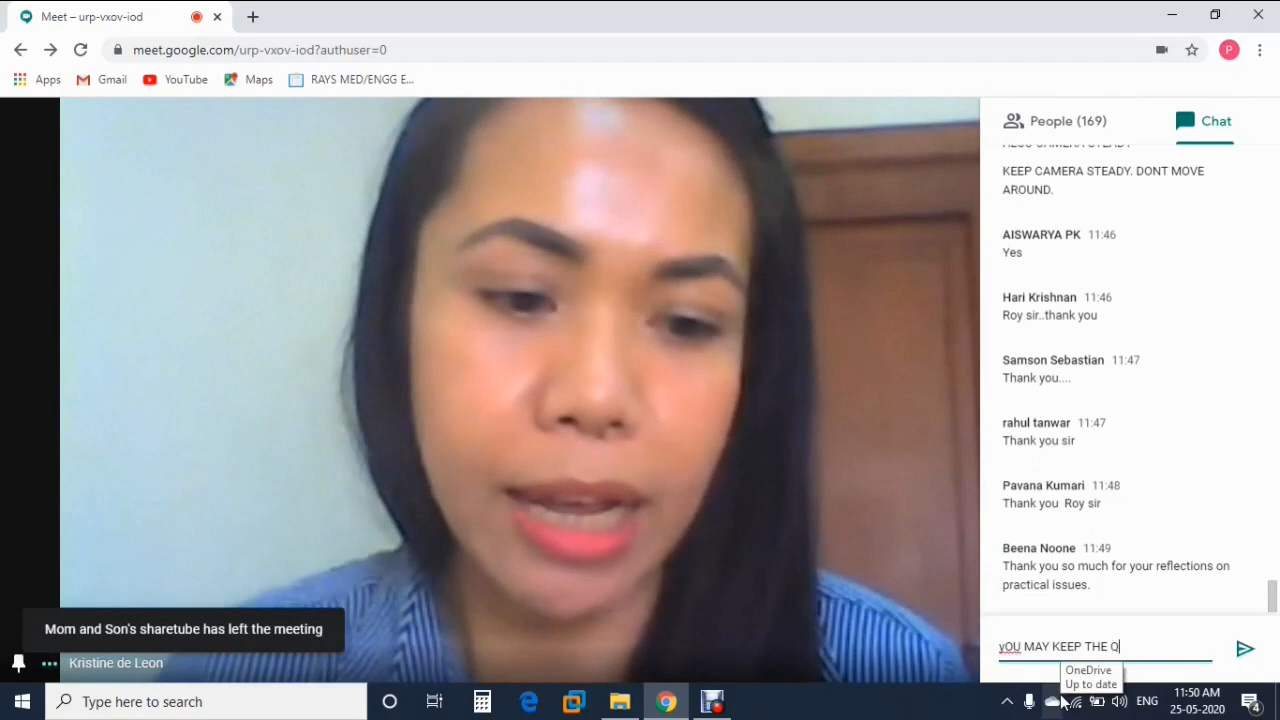 Meet – urp-vxov-iod
meet.google.com/urp-vxov-iod?authuser=0
P
Apps
Gmail
YouTube
Maps
RAYS MED/ENGG E...
People (169)
Chat
ALSO CAMERA STEADY
KEEP CAMERA STEADY. DONT MOVE
AROUND.
AISWARYA PK 11:46
Yes
Hari Krishnan 11:46
Roy sir..thank you
Samson Sebastian 11:47
Thank you....
rahul tanwar 11:47
Thank you sir
Pavana Kumari 11:48
Thank you Roy sir
Beena Noone 11:49
Thank you so much for your reflections on
practical issues.
Mom and Son's sharetube has left the meeting
Kristine de Leon
yOU MAY KEEP THE Q
OneDrive
Up to date
Type here to search
ENG
11:50 AM
25-05-2020
4